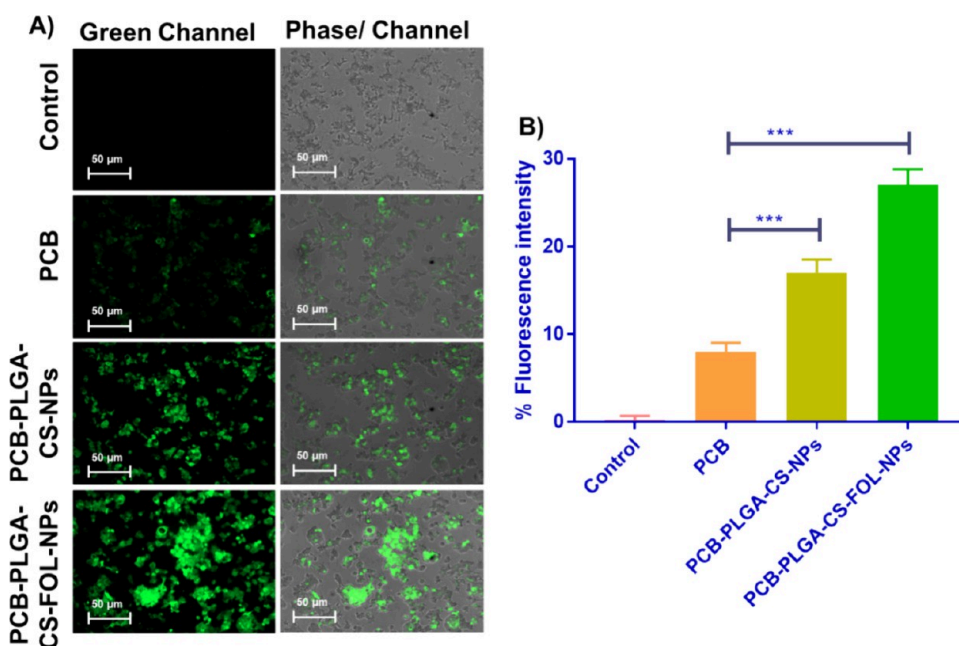 A)
Green Channel
Phase/ Channel
Control
50 μm
50 μm
PCB
50 μm
50 μm
PCB-PLGA-
CS-NPs
50 μm
50 μm
PCB-PLGA-
CS-FOL-NPs
50 μm
50 μm
B)
***
***
% Fluorescence intensity
30
20
10
0
Control
PCB
PCB-PLGA-CS-NPs
PCB-PLGA-CS-FOL-NPs